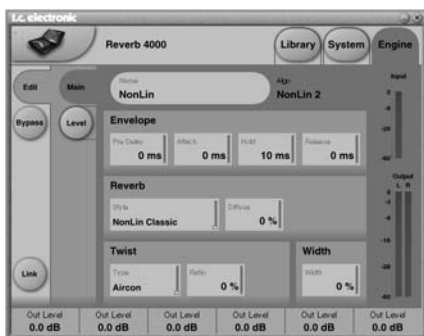 t.c. electronic
Reverb 4000
Library
System
Engine
Edit
Main
Name
NonLin
Algo
NonLin 2
Input
Bypass
Level
Envelope
Pre Delay
0 ms
Attack
0 ms
Hold
10 ms
Release
0 ms
Reverb
Style
NonLin Classic
Diffuse
0 %
Output
L R
Twist
Type
Aircon
Ratio
0 %
Width
Width
0 %
Link
Out Level
0.0 dB
Out Level
0.0 dB
Out Level
0.0 dB
Out Level
0.0 dB
Out Level
0.0 dB
Out Level
0.0 dB